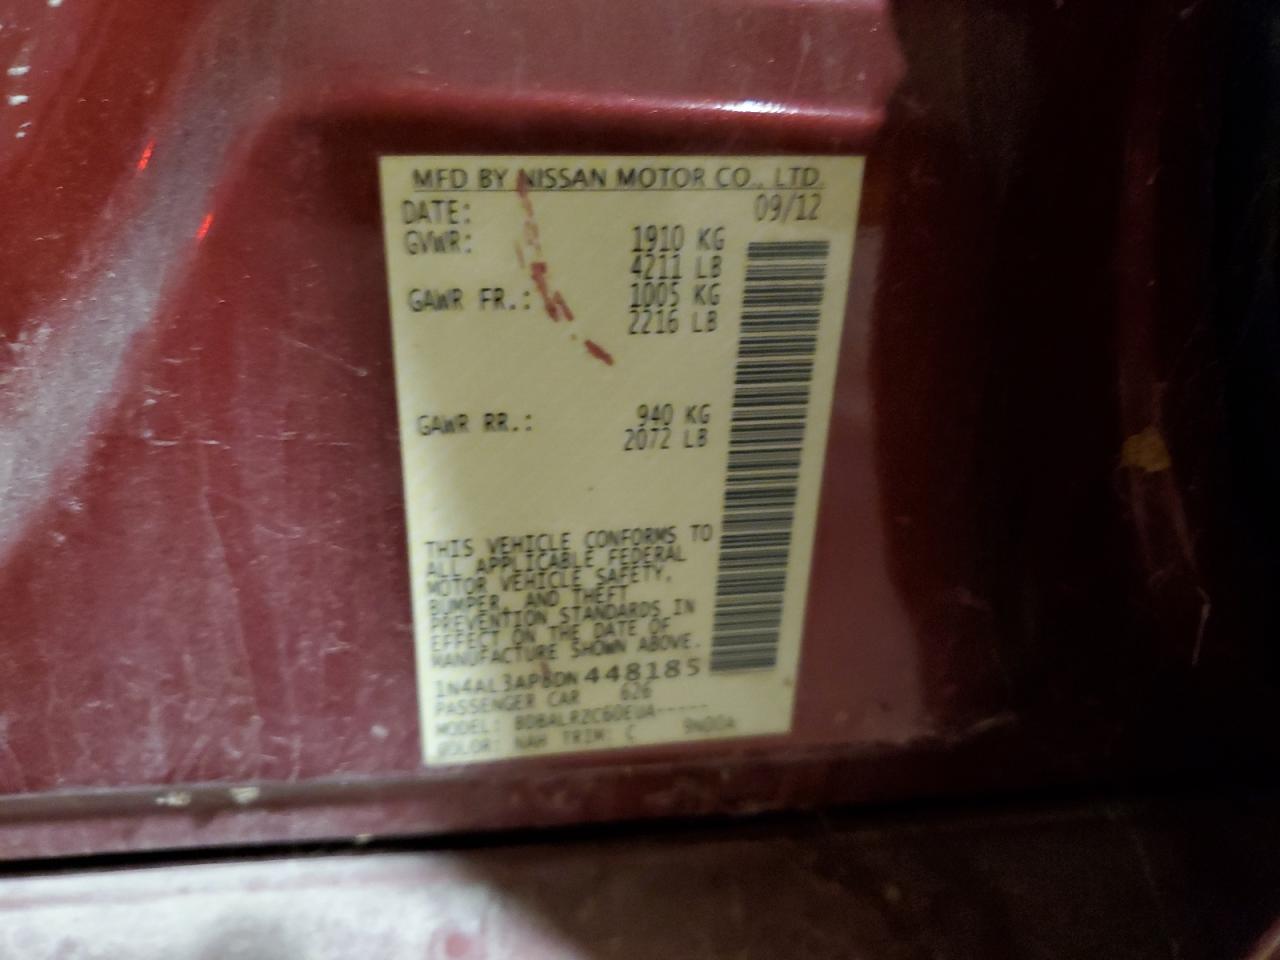 MFD BY NISSAN MOTOR CO., LTD.
DATE: 09/12
GVWR: 1910 KG
4211 LB
GAWR FR.: 1005 KG
2216 LB
GAWR RR.: 940 KG
2072 LB
THIS VEHICLE CONFORMS TO
ALL APPLICABLE FEDERAL
MOTOR VEHICLE SAFETY,
BUMPER, AND THEFT
PREVENTION STANDARDS IN
EFFECT ON THE DATE OF
MANUFACTURE SHOWN ABOVE.
448185
PASSENGER CAR 626
MODEL:
COLOR: NAH TRIM: C